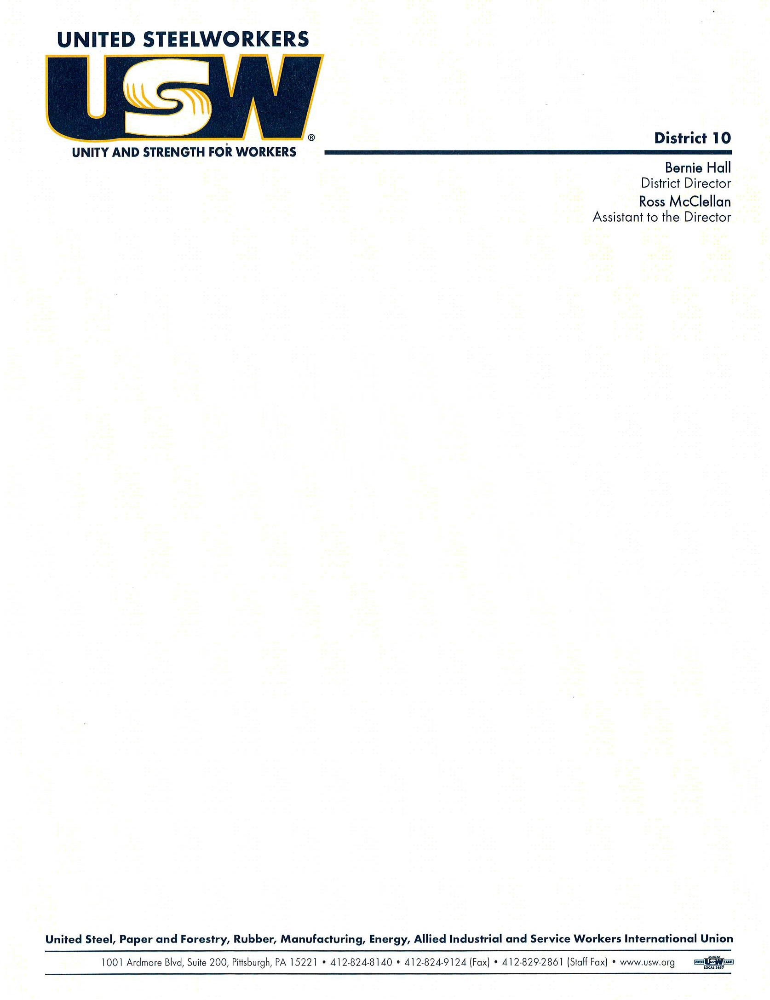 UNITED STEELWORKERS
USW®
UNITY AND STRENGTH FOR WORKERS
District 10
Bernie Hall
District Director
Ross McClellan
Assistant to the Director
United Steel, Paper and Forestry, Rubber, Manufacturing, Energy, Allied Industrial and Service Workers International Union
1001 Ardmore Blvd, Suite 200, Pittsburgh, PA 15221 • 412-824-8140 • 412-824-9124 (Fax) • 412-829-2861 (Staff Fax) • www.usw.org
AFL CIO CLC
UNION USW LABEL
LOCAL 3657